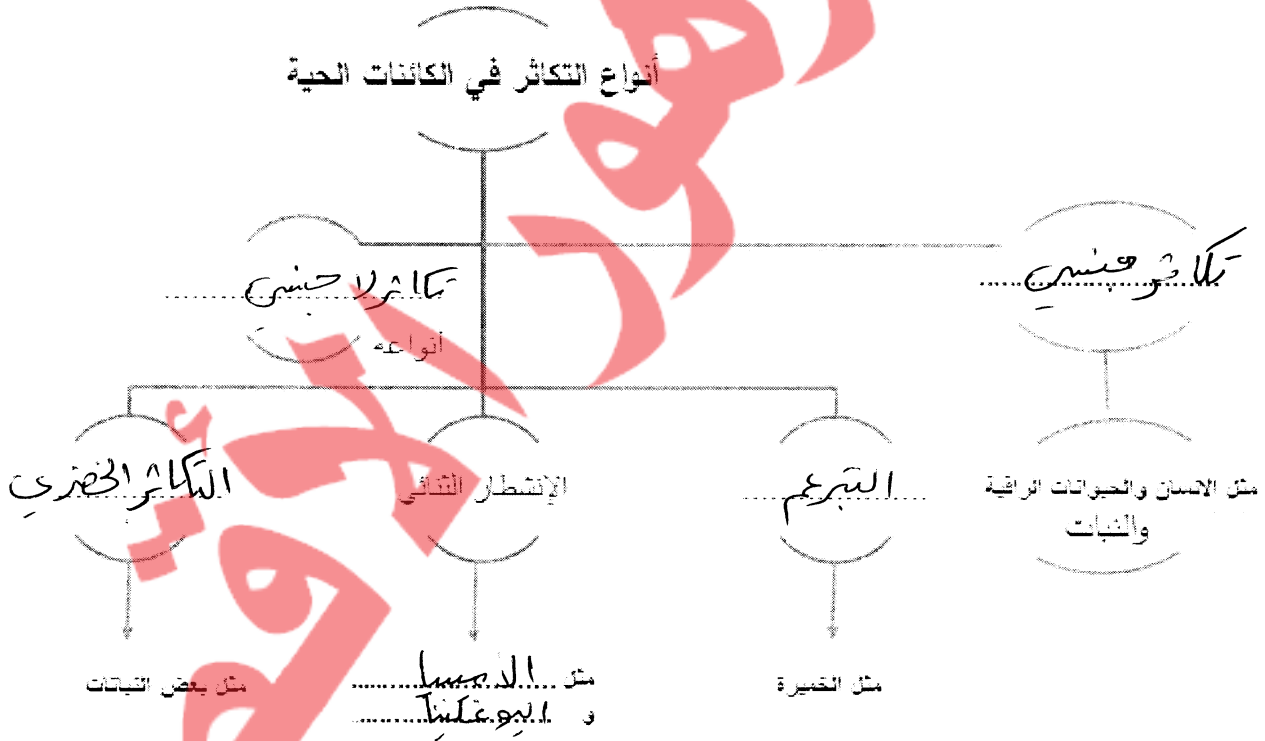 أنواع التكاثر في الكائنات الحية
تكاثر جنسي
تكاثر لا جنسي
أنواعه
مثل الانسان والحيوانات الراقية
والنبات
التبرعم
الإنشطار الثنائي
التكاثر الخضري
مثل الخميرة
مثل الأميبا
و اليوغلينا
مثل بعض النباتات